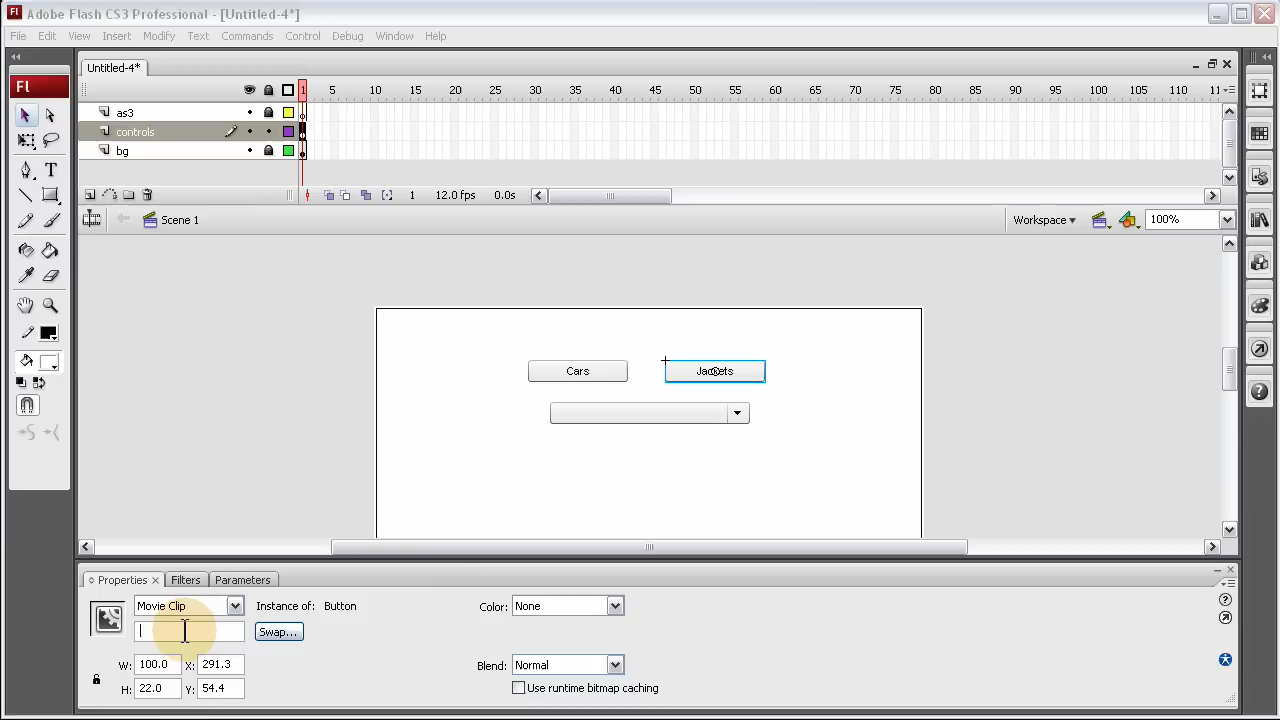 Fl Adobe Flash CS3 Professional - [Untitled-4*]
File Edit View Insert Modify Text Commands Control Debug Window Help
Untitled-4*
Fl
1 5 10 15 20 25 30 35 40 45 50 55 60 65 70 75 80 85 90 95 100 105 110 11
as3
controls
bg
1 12.0 fps 0.0s
Scene 1 Workspace 100%
Cars Jackets
Properties Filters Parameters
Movie Clip Instance of: Button Color: None
Swap...
W: 100.0 X: 291.3 Blend: Normal
H: 22.0 Y: 54.4 Use runtime bitmap caching